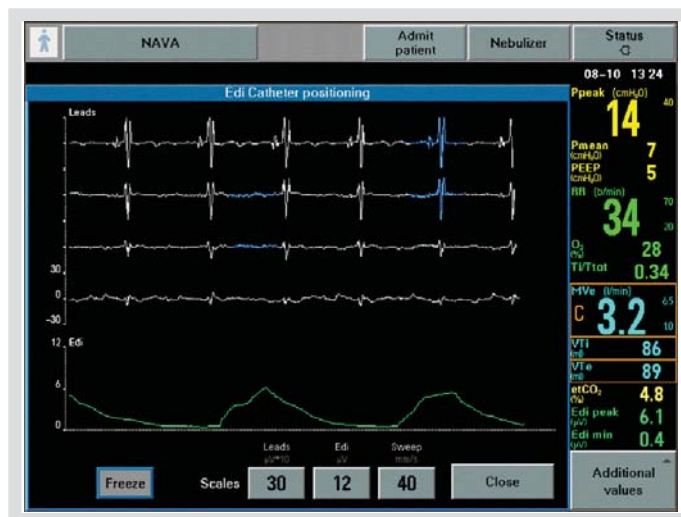 NAVA
Admit patient
Nebulizer
Status
08-10 13 24
Edi Catheter positioning
Leads
30
0
-30
12 Edi
6
0
Ppeak (cmH2O)
40
14
Pmean
(cmH2O) 7
PEEP
(cmH2O) 5
RR (b/min)
70
34
20
O2
(%) 28
Ti/Ttot 0.34
MVe (l/min)
65
C 3.2
10
VTi
(ml) 86
VTe
(ml) 89
etCO2
(%) 4.8
Edi peak
(µV) 6.1
Edi min
(µV) 0.4
Leads Edi Sweep
µV*10 µV mm/s
Freeze Scales 30 12 40 Close
Additional values